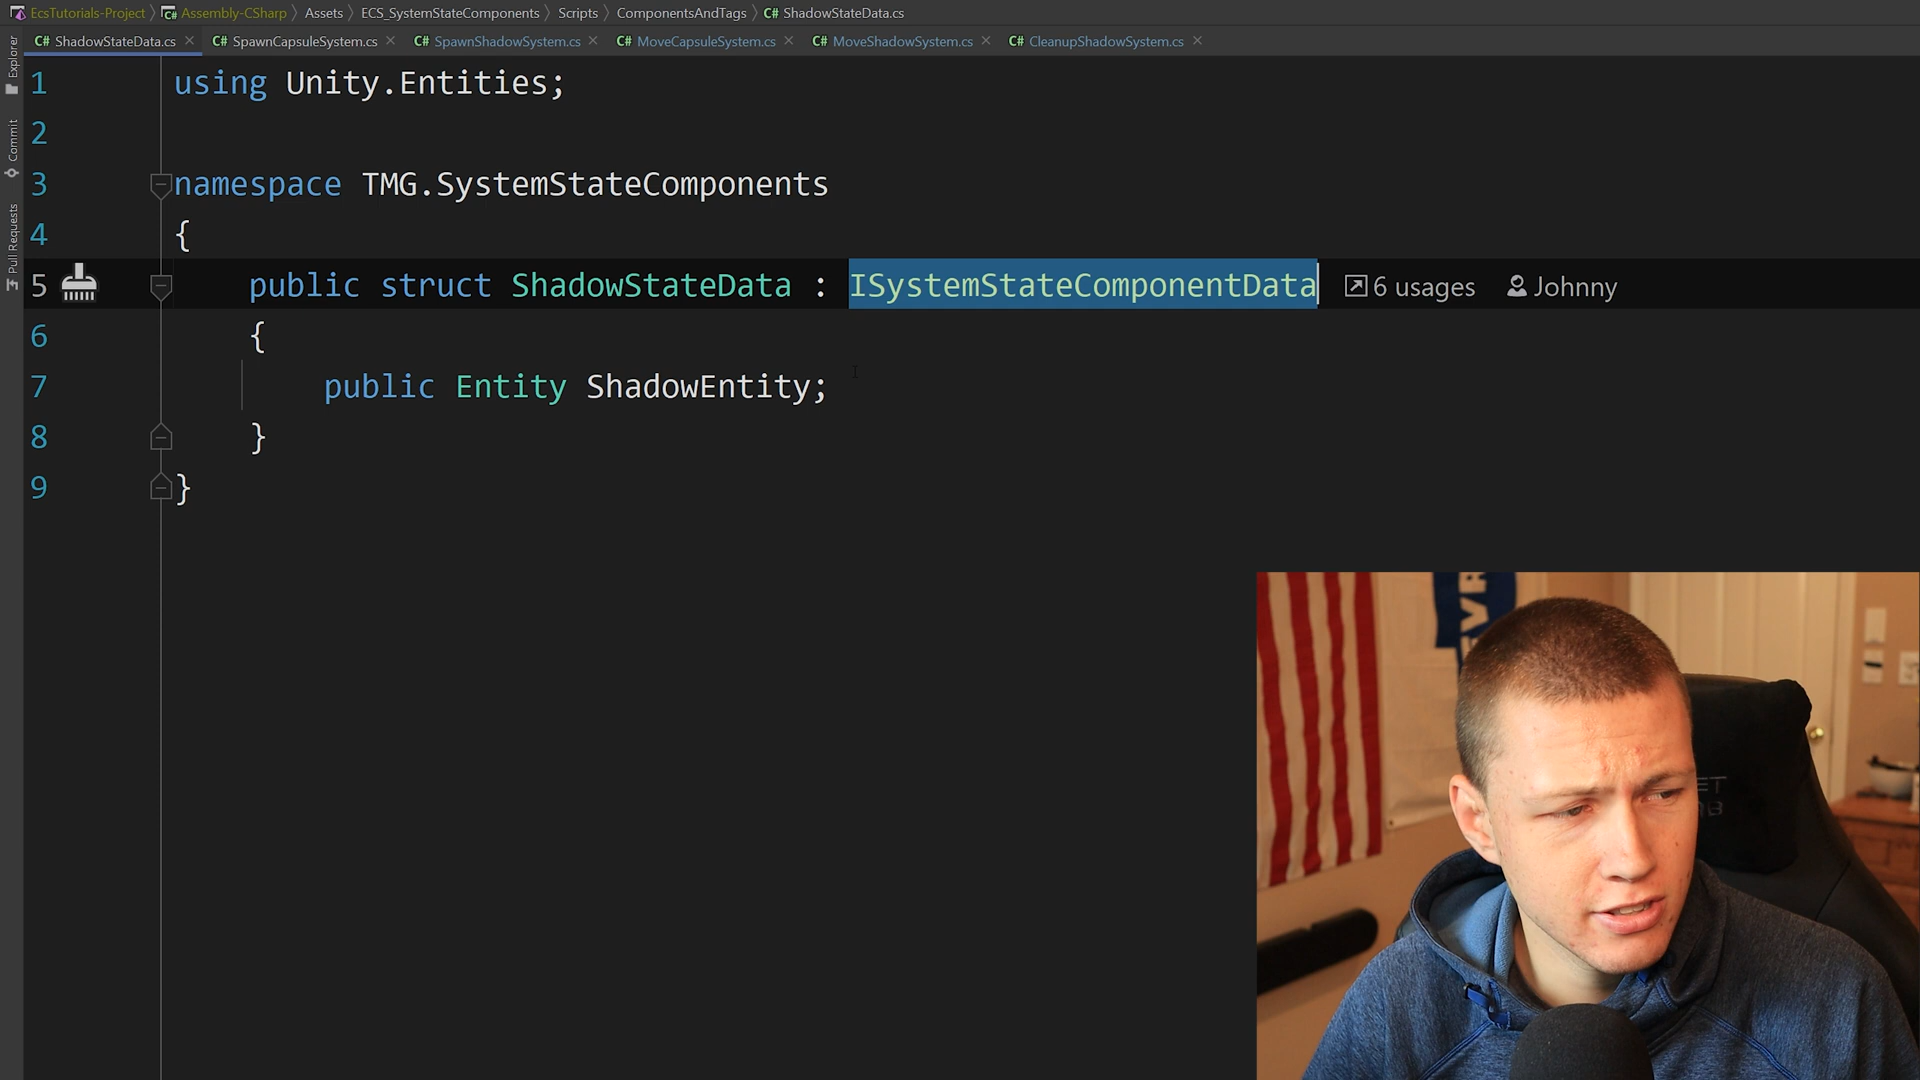 EcsTutorials-Project Assembly-CSharp Assets ECS_SystemStateComponents Scripts ComponentsAndTags C# ShadowStateData.cs
C# ShadowStateData.cs C# SpawnCapsuleSystem.cs C# SpawnShadowSystem.cs C# MoveCapsuleSystem.cs C# MoveShadowSystem.cs C# CleanupShadowSystem.cs
Explorer
Commit
Pull Requests
1 using Unity.Entities;
2
3 namespace TMG.SystemStateComponents
4 {
5 public struct ShadowStateData : ISystemStateComponentData 6 usages Johnny
6 {
7 public Entity ShadowEntity;
8 }
9 }